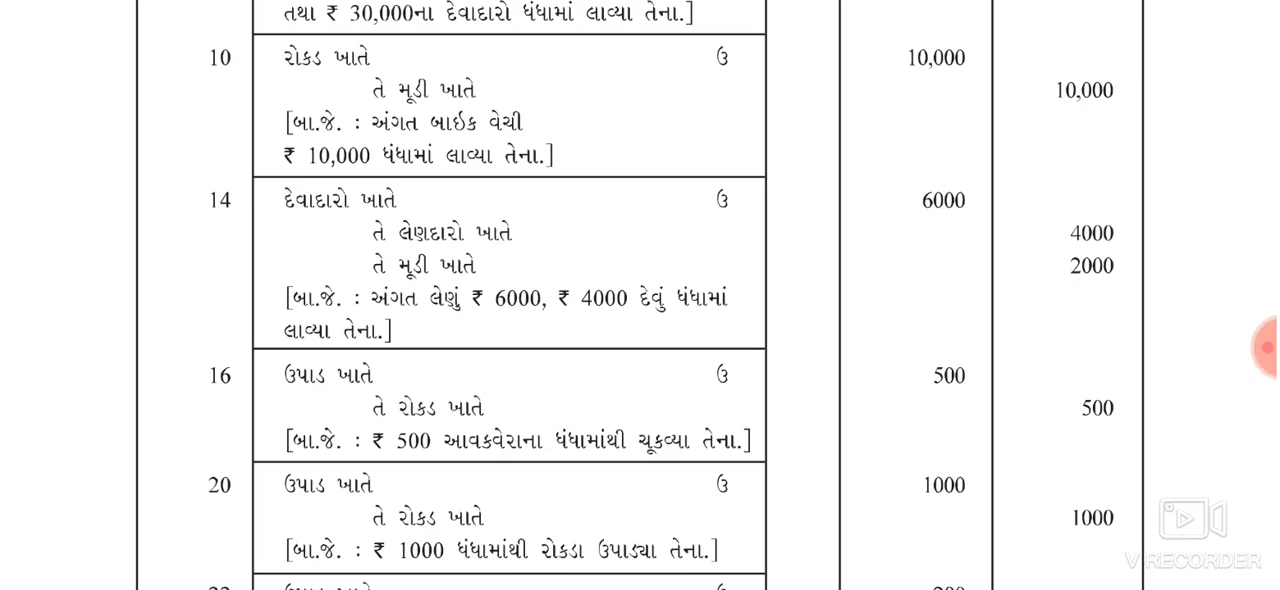 તથા ₹ 30,000ના દેવાદારો ધંધામાં લાવ્યા તેના.]
10 રોકડ ખાતે ઉ 10,000
તે મૂડી ખાતે 10,000
[બા.જે. : અંગત બાઇક વેચી
₹ 10,000 ધંધામાં લાવ્યા તેના.]
14 દેવાદારો ખાતે ઉ 6000
તે લેણદારો ખાતે 4000
તે મૂડી ખાતે 2000
[બા.જે. : અંગત લેણું ₹ 6000, ₹ 4000 દેવું ધંધામાં
લાવ્યા તેના.]
16 ઉપાડ ખાતે ઉ 500
તે રોકડ ખાતે 500
[બા.જે. : ₹ 500 આવકવેરાના ધંધામાંથી ચૂકવ્યા તેના.]
20 ઉપાડ ખાતે ઉ 1000
તે રોકડ ખાતે 1000
[બા.જે. : ₹ 1000 ધંધામાંથી રોકડા ઉપાડ્યા તેના.]
V RECORDER